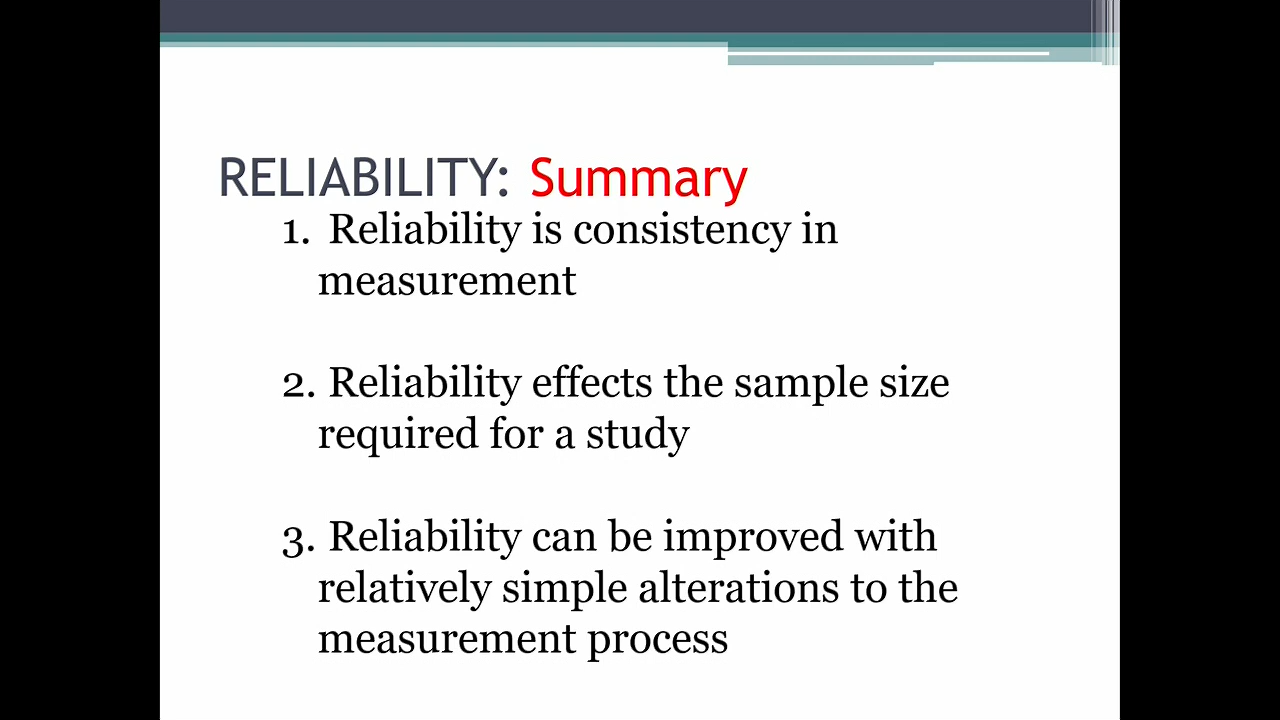 RELIABILITY: Summary
1. Reliability is consistency in
measurement
2. Reliability effects the sample size
required for a study
3. Reliability can be improved with
relatively simple alterations to the
measurement process